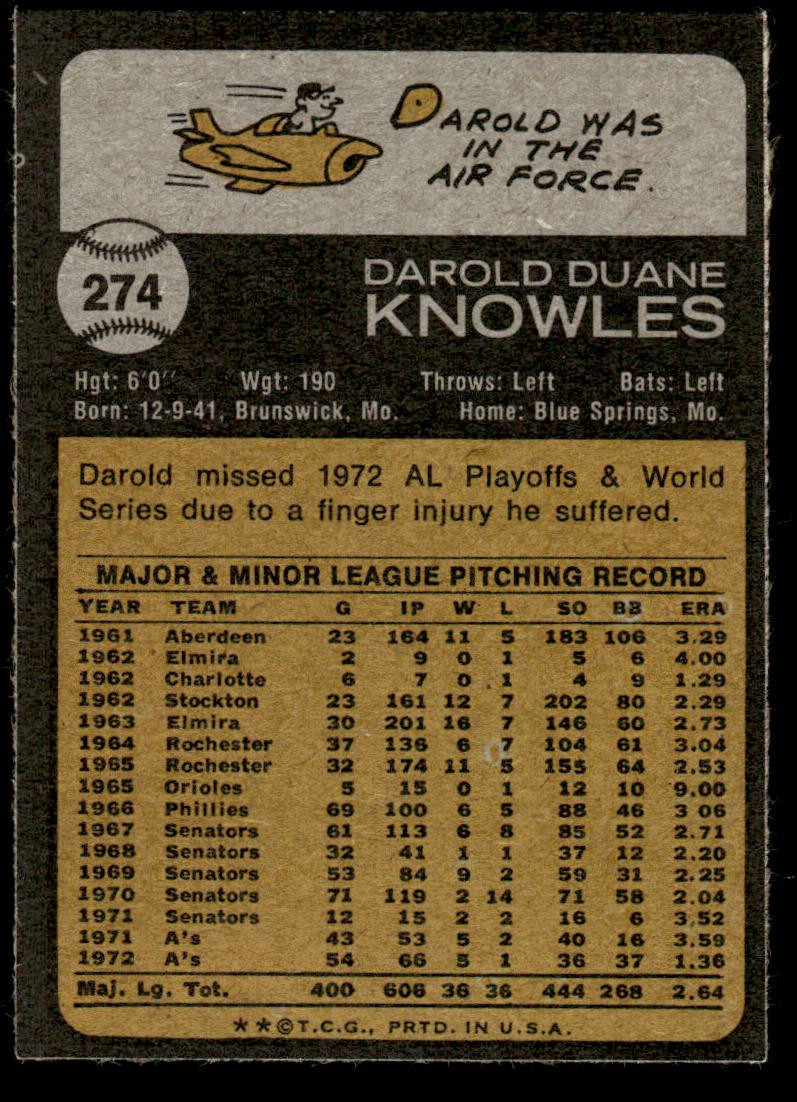 DAROLD WAS
IN THE
AIR FORCE.
274
DAROLD DUANE
KNOWLES
Hgt: 6'0" Wgt: 190 Throws: Left Bats: Left
Born: 12-9-41, Brunswick, Mo. Home: Blue Springs, Mo.
Darold missed 1972 AL Playoffs & World
Series due to a finger injury he suffered.
MAJOR & MINOR LEAGUE PITCHING RECORD
YEAR TEAM G IP W L SO BB ERA
1961 Aberdeen 23 164 11 5 183 106 3.29
1962 Elmira 2 9 0 1 5 6 4.00
1962 Charlotte 6 7 0 1 4 9 1.29
1962 Stockton 23 161 12 7 202 80 2.29
1963 Elmira 30 201 16 7 146 60 2.73
1964 Rochester 37 136 6 7 104 61 3.04
1965 Rochester 32 174 11 5 155 64 2.53
1965 Orioles 5 15 0 1 12 10 9.00
1966 Phillies 69 100 6 5 88 46 3 06
1967 Senators 61 113 6 8 85 52 2.71
1968 Senators 32 41 1 1 37 12 2.20
1969 Senators 53 84 9 2 59 31 2.25
1970 Senators 71 119 2 14 71 58 2.04
1971 Senators 12 15 2 2 16 6 3.52
1971 A's 43 53 5 2 40 16 3.59
1972 A's 54 66 5 1 36 37 1.36
Maj. Lg. Tot. 400 606 36 36 444 268 2.64
**©T.C.G., PRTD. IN U.S.A.